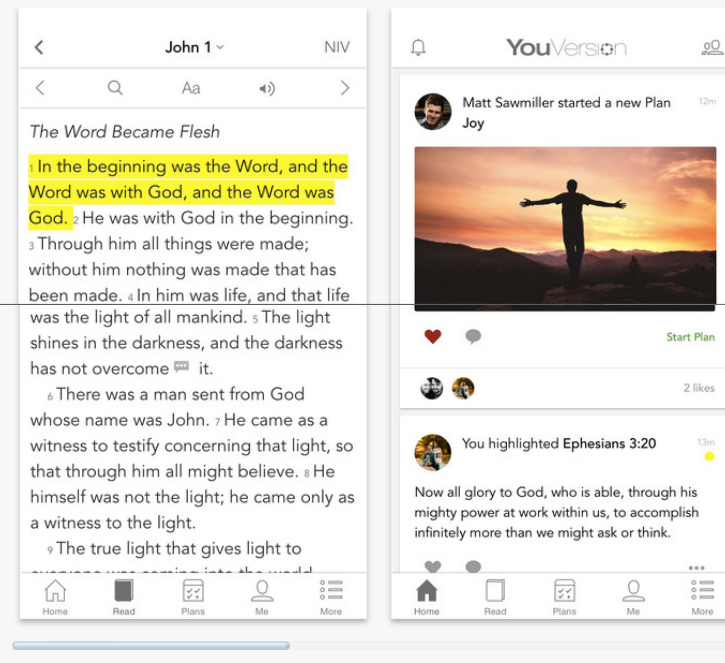 John 1
NIV
Aa
The Word Became Flesh
1 In the beginning was the Word, and the
Word was with God, and the Word was
God. 2 He was with God in the beginning.
3 Through him all things were made;
without him nothing was made that has
been made. 4 In him was life, and that life
was the light of all mankind. 5 The light
shines in the darkness, and the darkness
has not overcome it.
6 There was a man sent from God
whose name was John. 7 He came as a
witness to testify concerning that light, so
that through him all might believe. 8 He
himself was not the light; he came only as
a witness to the light.
9 The true light that gives light to
everyone was coming into the world
Home
Read
Plans
Me
More
YouVersion
Matt Sawmiller started a new Plan
12m
Joy
Start Plan
2 likes
You highlighted Ephesians 3:20
13m
Now all glory to God, who is able, through his
mighty power at work within us, to accomplish
infinitely more than we might ask or think.
Home
Read
Plans
Me
More